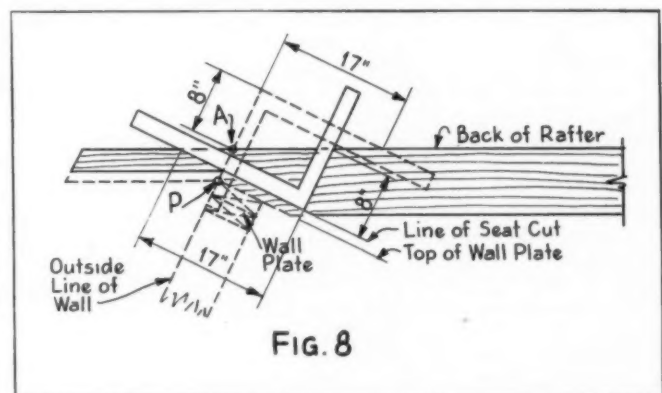 17"
8"
A
Back of Rafter
P
8"
Line of Seat Cut
Top of Wall Plate
Wall
Plate
17"
Outside
Line of
Wall
FIG. 8